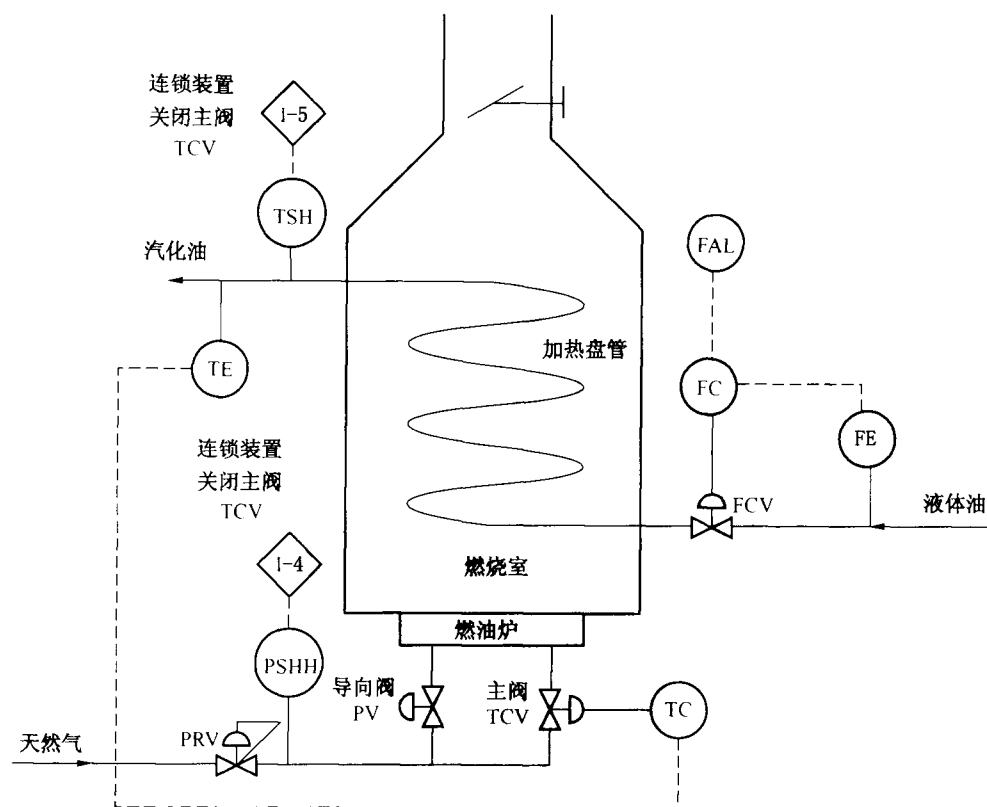 连锁装置
关闭主阀
TCV
I-5
TSH
汽化油
TE
FAL
加热盘管
FC
FE
连锁装置
关闭主阀
TCV
FCV
液体油
I-4
燃烧室
燃油炉
PSHH
导向阀
PV
主阀
TCV
TC
天然气
PRV